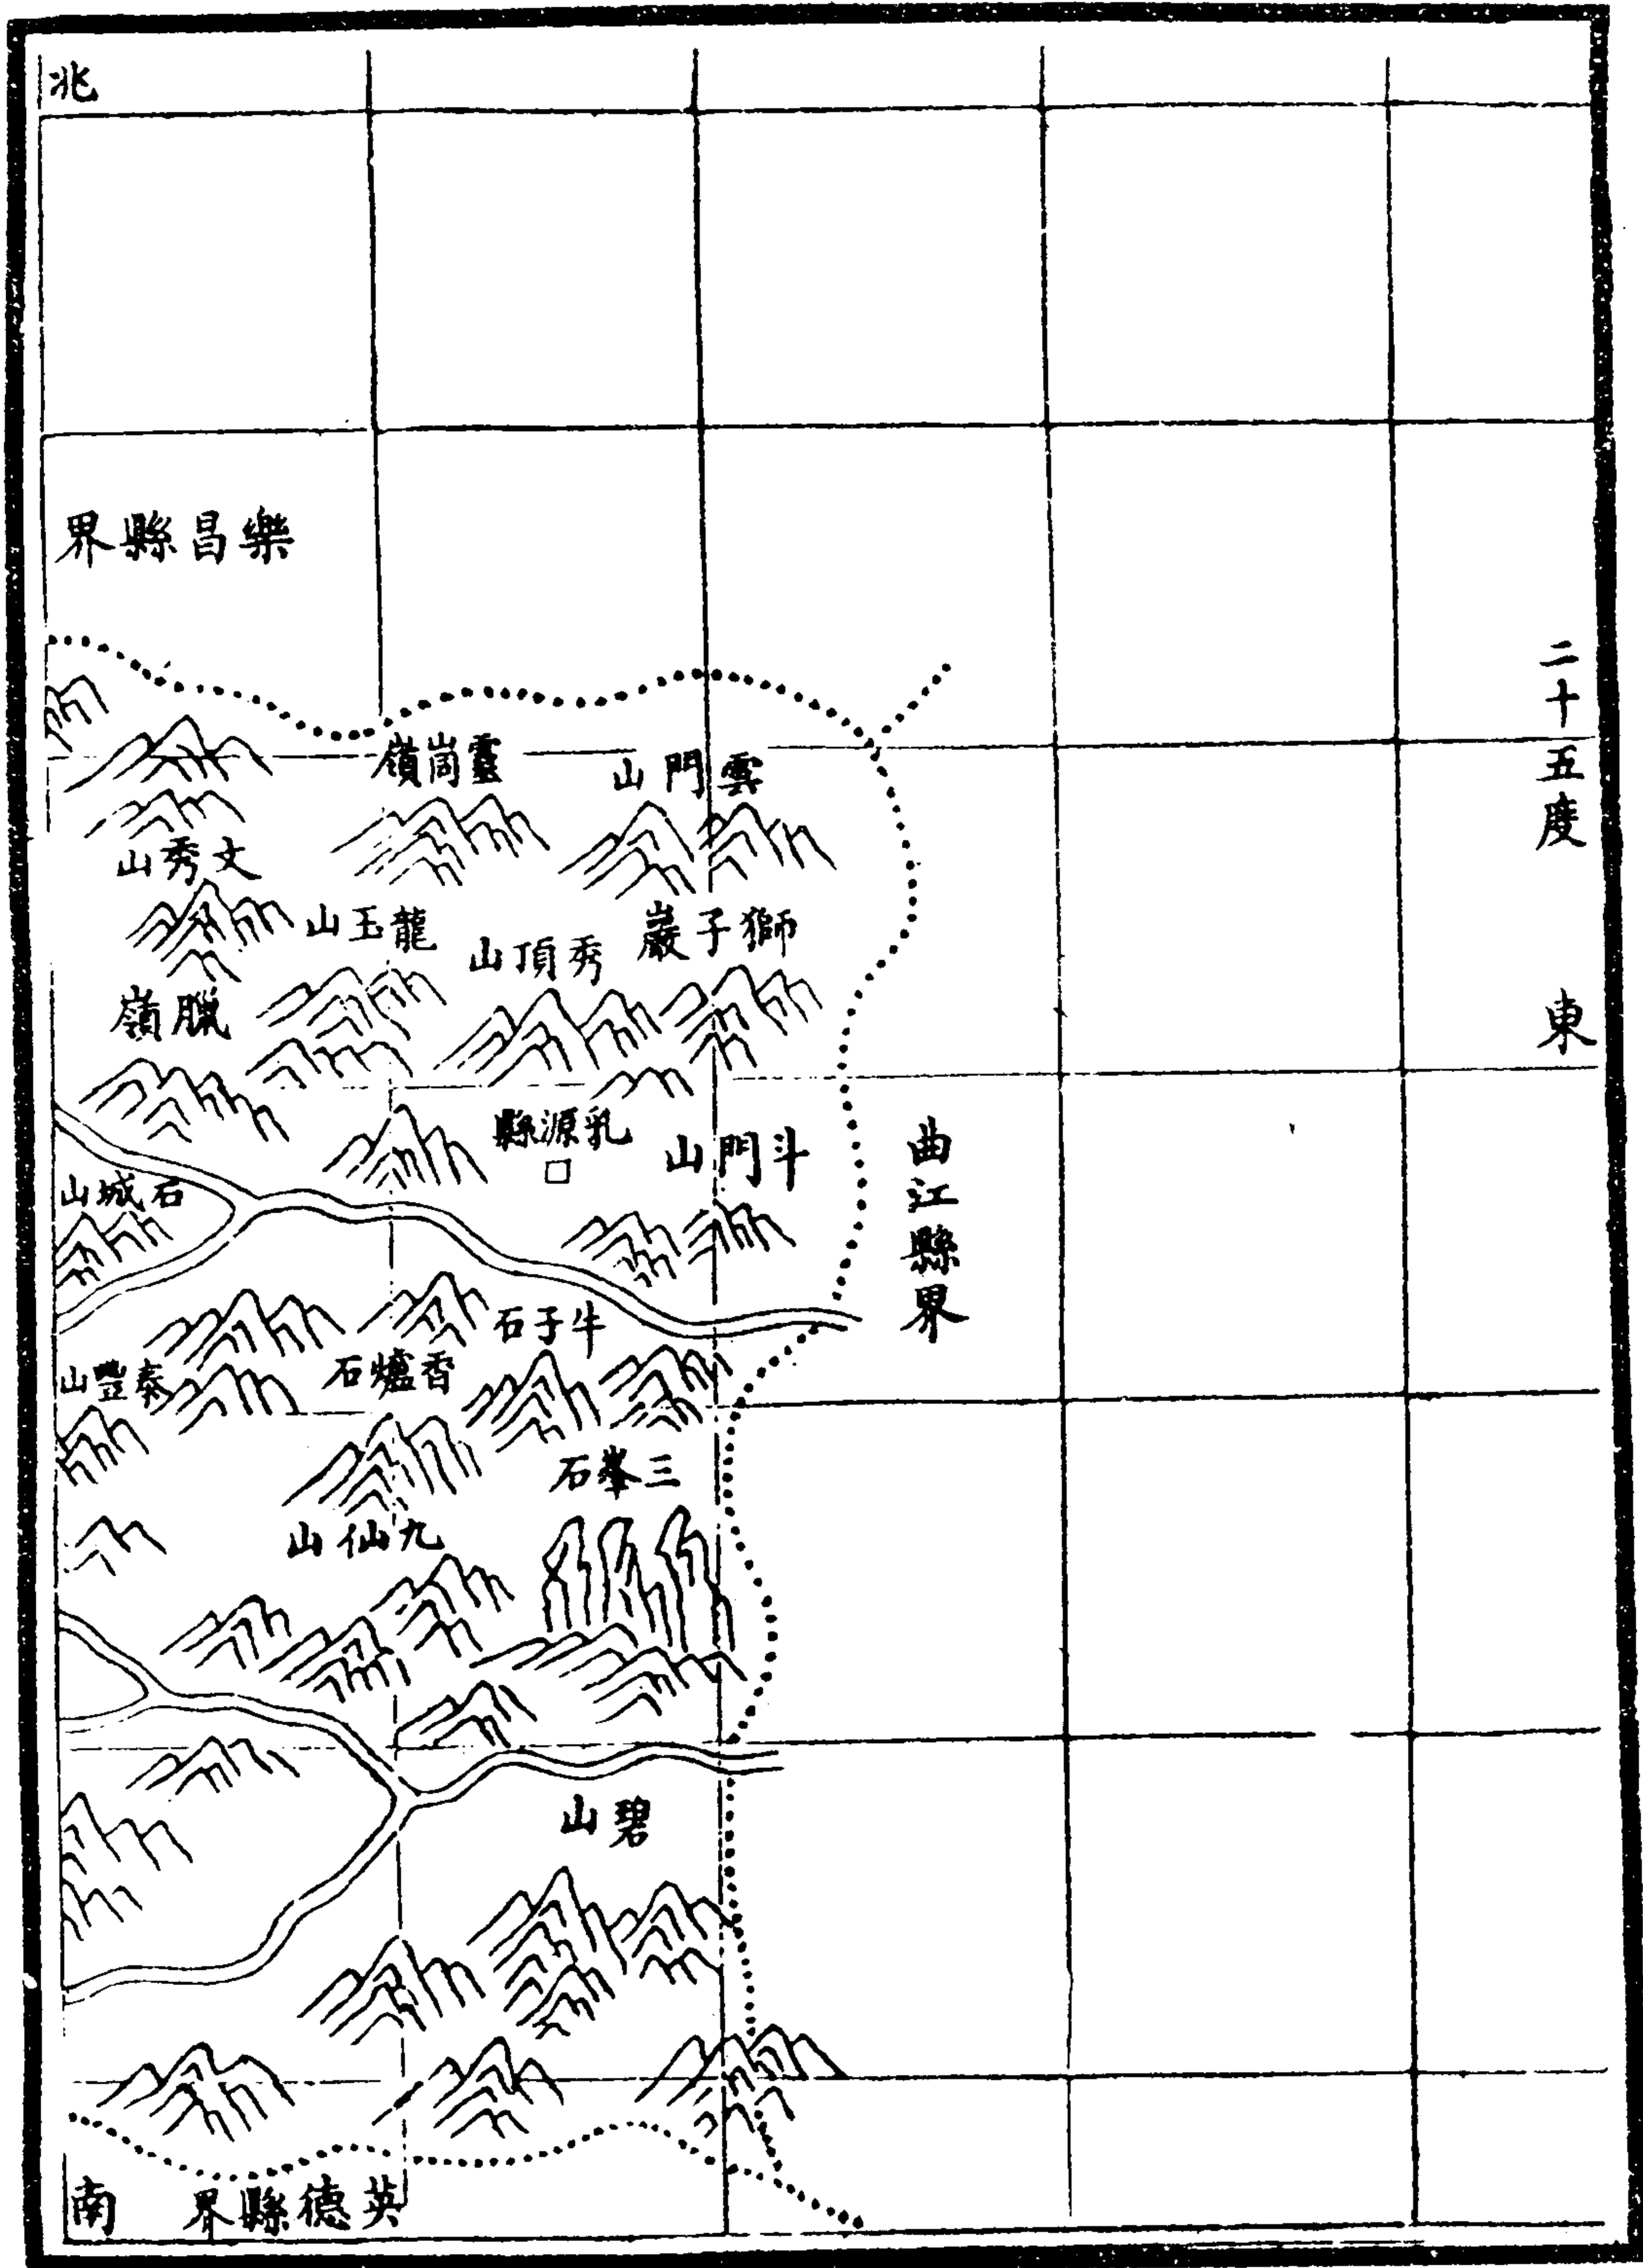 北
樂昌縣界
二十五度
東
靈崗嶺
雲門山
文秀山
龍玉山
秀頂山
獅子巖
臘嶺
乳源縣
斗門山
曲江縣界
石城山
牛子石
香爐石
泰豐山
三峯石
九仙山
碧山
英德縣界
南